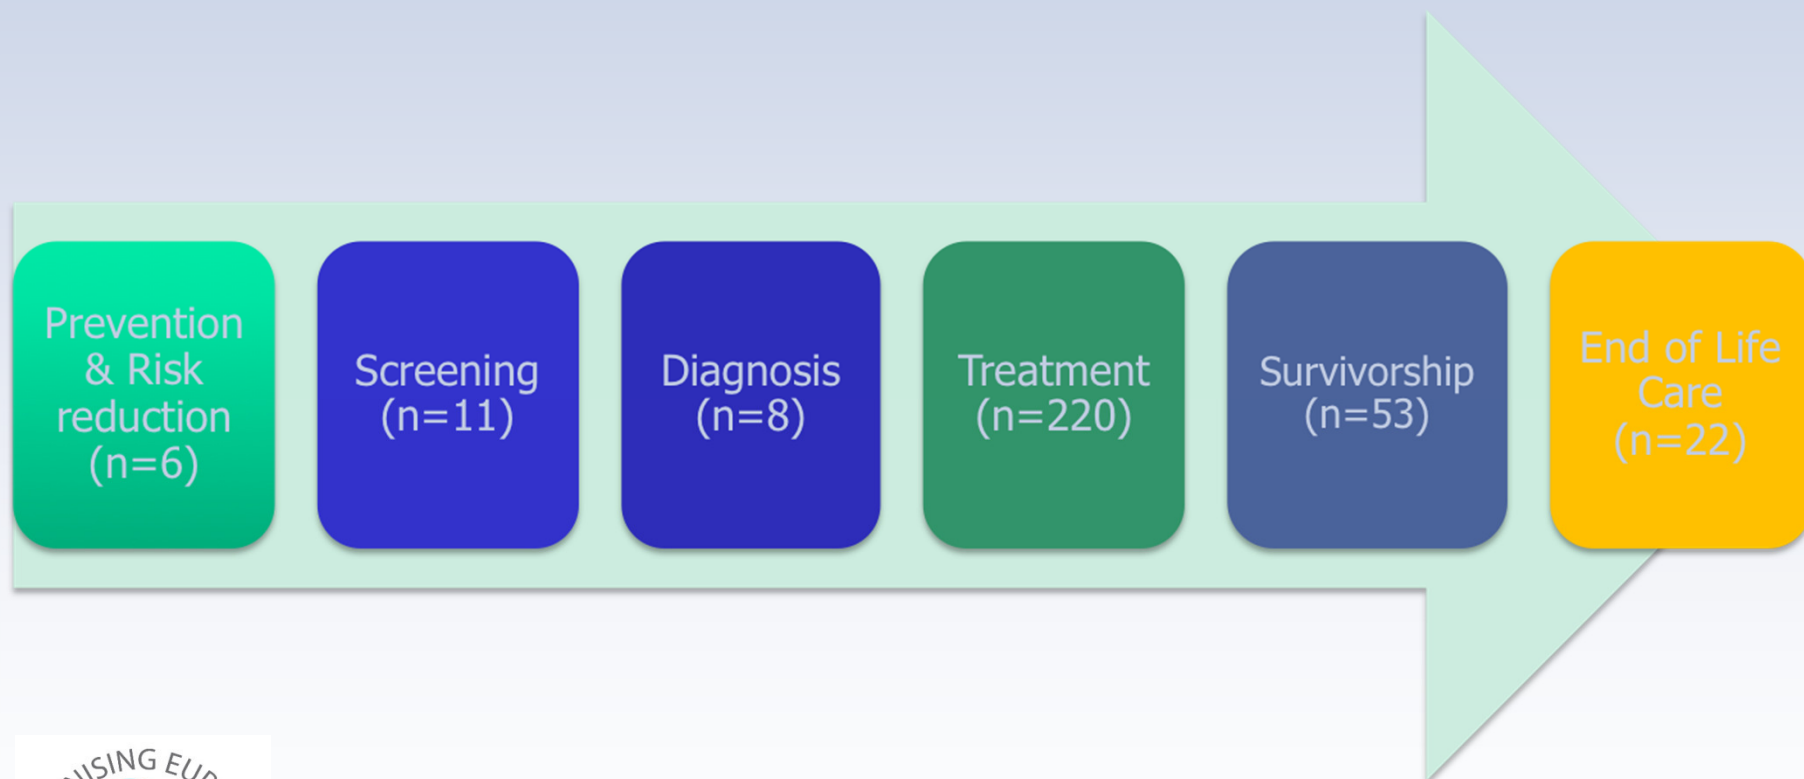 Prevention
& Risk
reduction
(n=6)
Screening
(n=11)
Diagnosis
(n=8)
Treatment
(n=220)
Survivorship
(n=53)
End of Life
Care
(n=22)